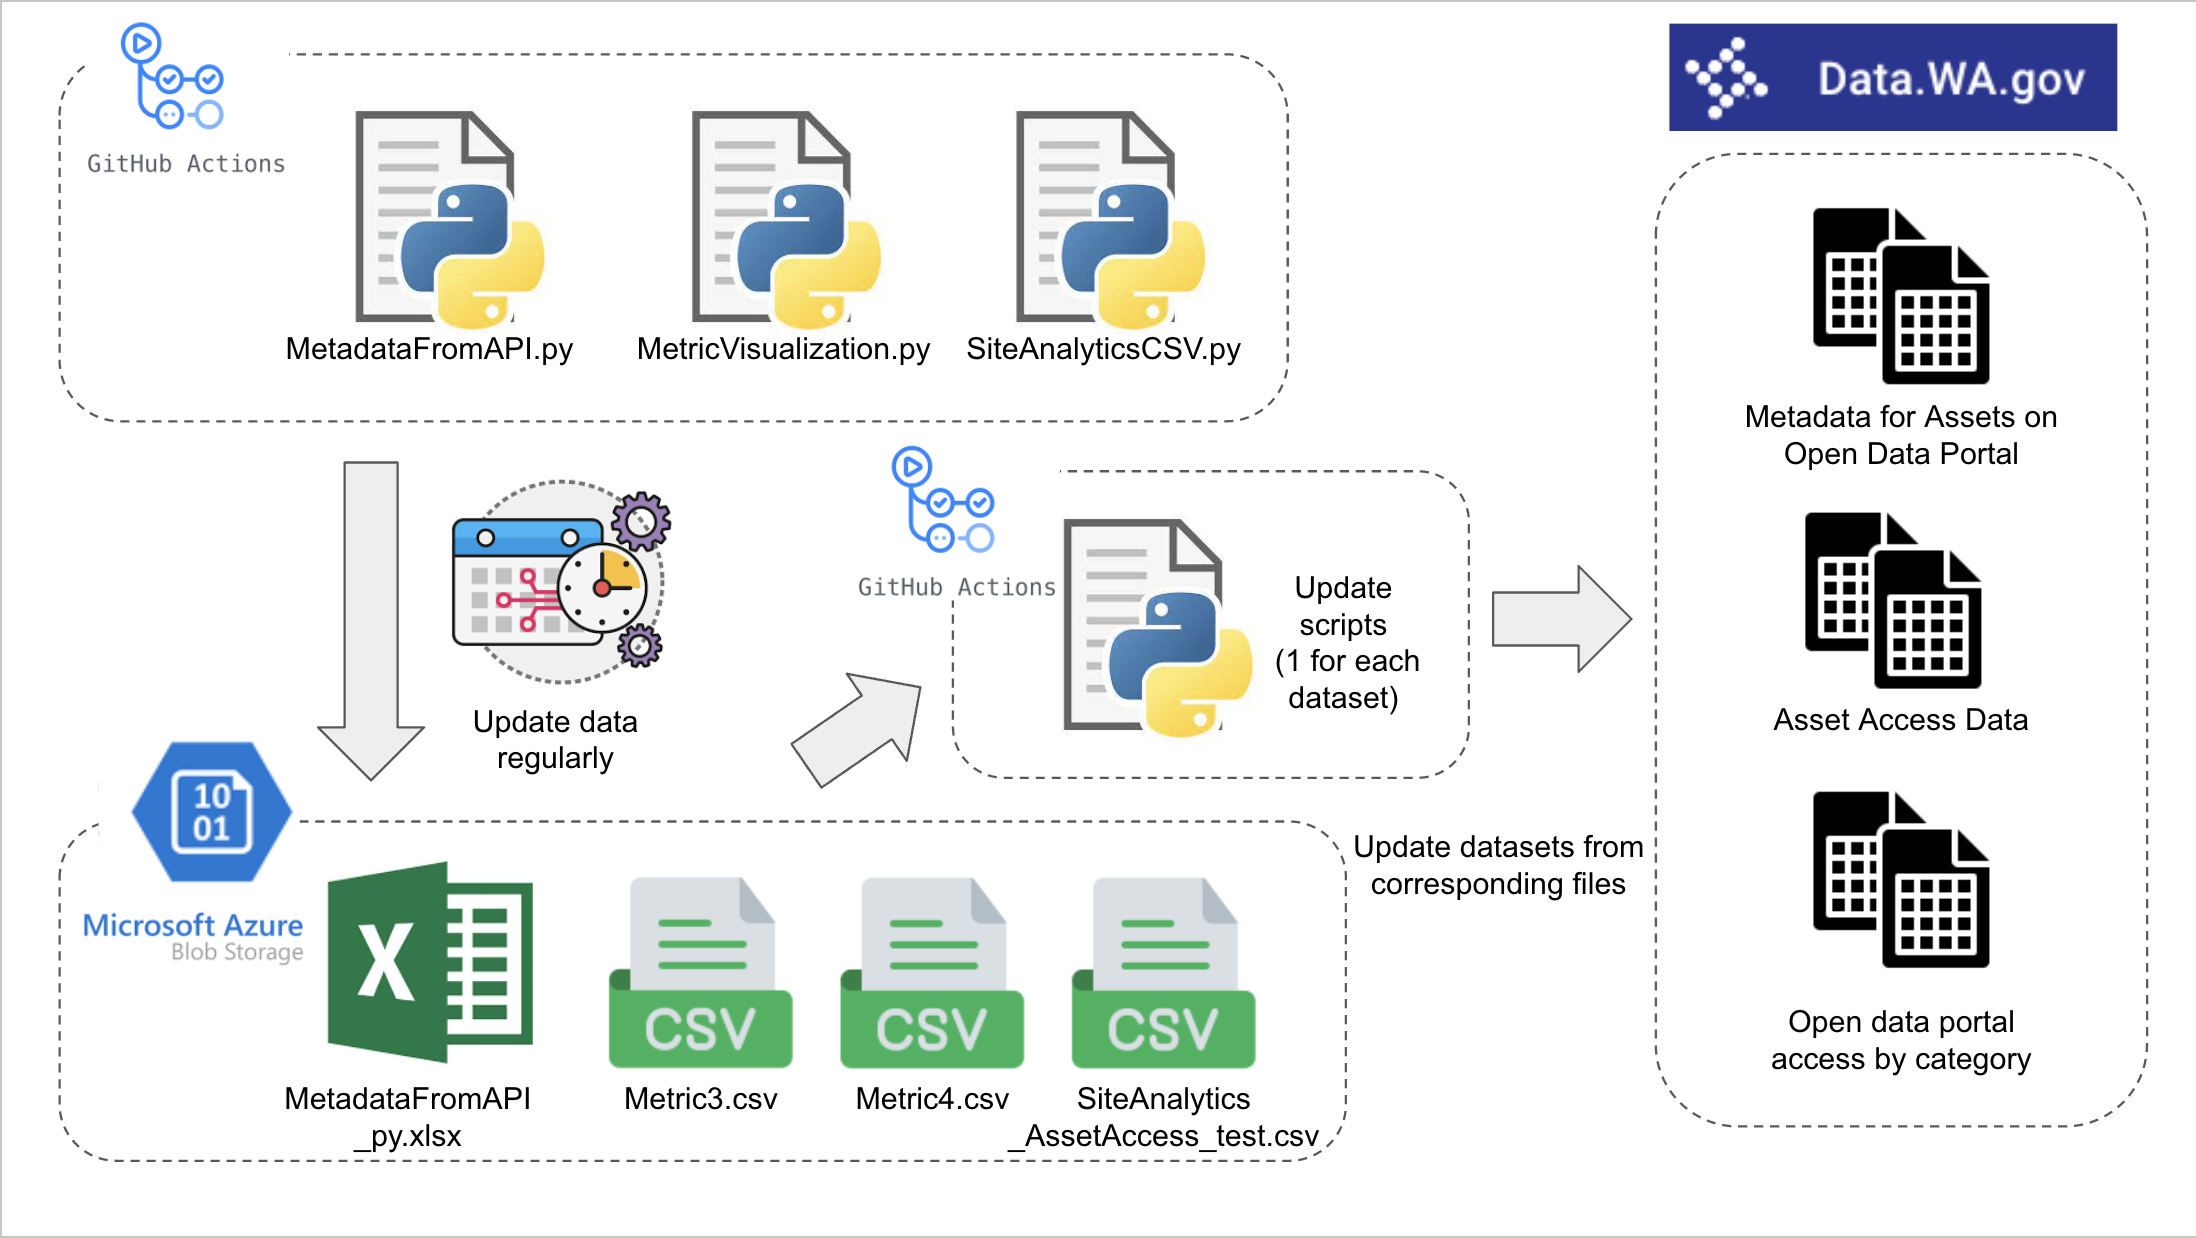 GitHub Actions
MetadataFromAPI.py
MetricVisualization.py
SiteAnalyticsCSV.py
Data.WA.gov
Metadata for Assets on
Open Data Portal
Asset Access Data
Open data portal
access by category
Update data
regularly
GitHub Actions
Update
scripts
(1 for each
dataset)
Update datasets from
corresponding files
10
01
Microsoft Azure
Blob Storage
X
MetadataFromAPI
_py.xlsx
CSV
Metric3.csv
CSV
Metric4.csv
CSV
SiteAnalytics
_AssetAccess_test.csv